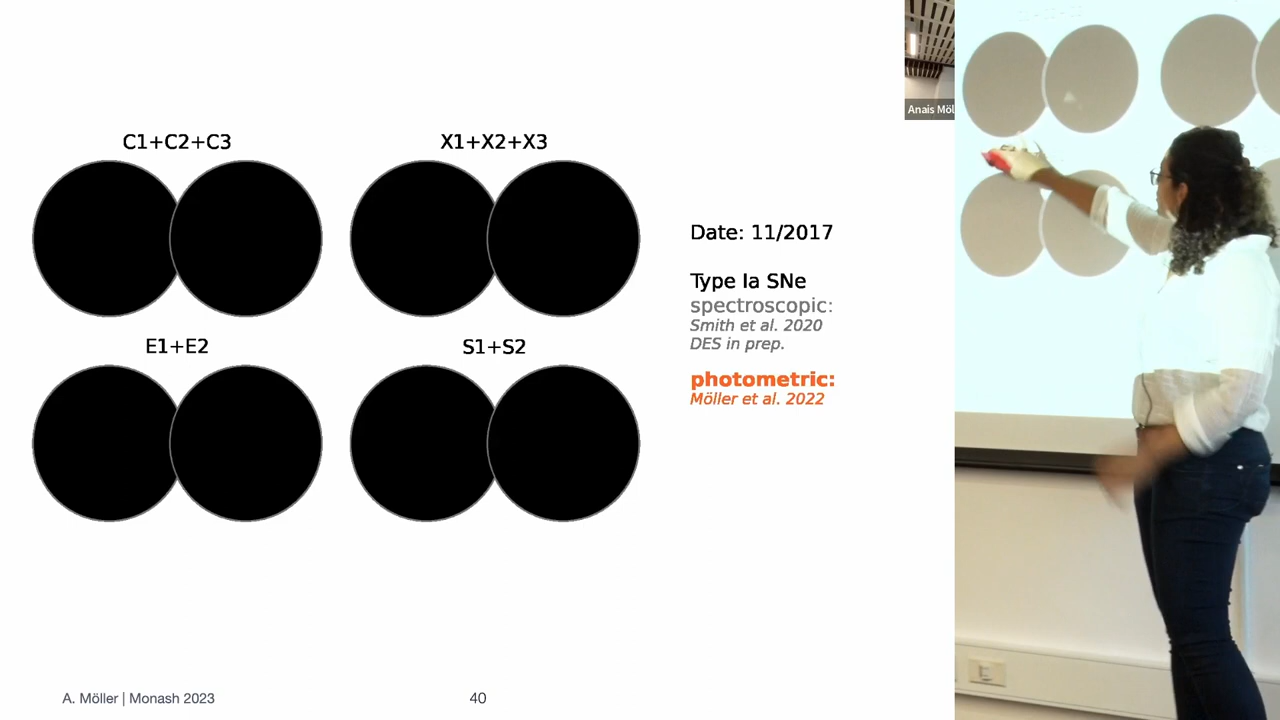 C1+C2+C3
X1+X2+X3
E1+E2
S1+S2
Date: 11/2017
Type Ia SNe
spectroscopic:
Smith et al. 2020
DES in prep.
photometric:
Möller et al. 2022
A. Möller | Monash 2023
40
Anais Möl